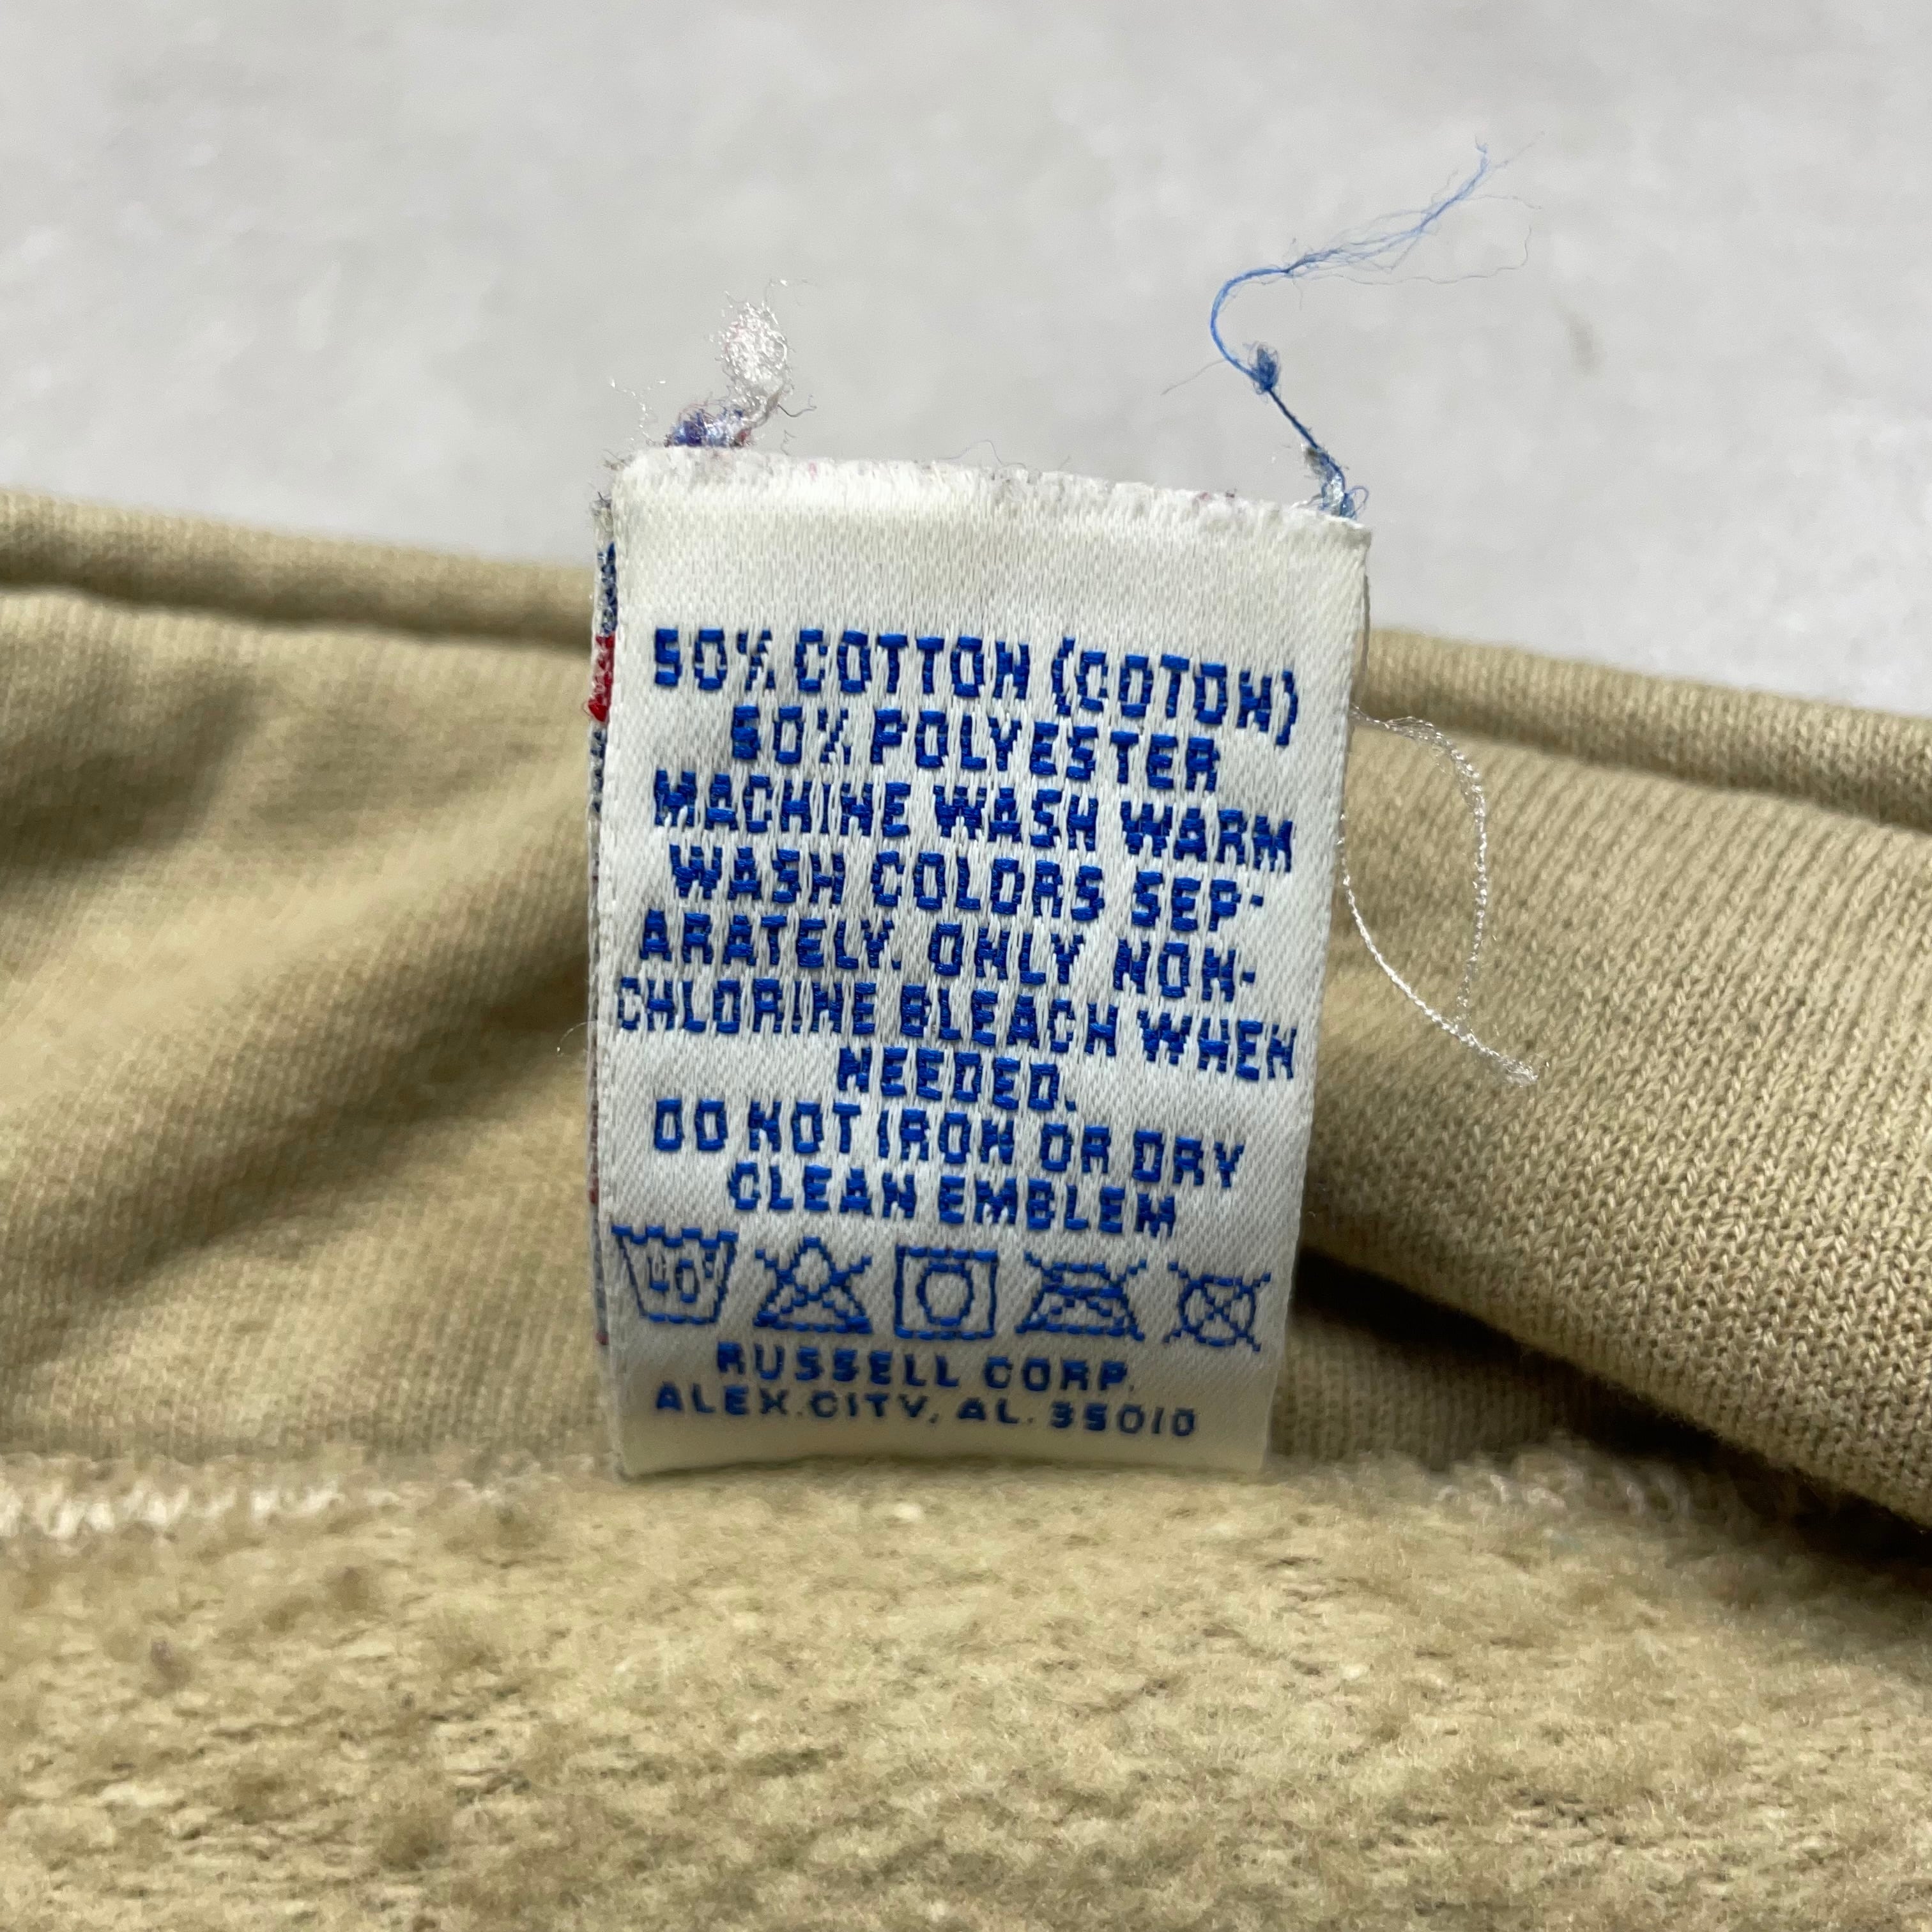 50% COTTON (COTON)
50% POLYESTER
MACHINE WASH WARM
WASH COLORS SEP-
ARATELY. ONLY NON-
CHLORINE BLEACH WHEN
NEEDED.
DO NOT IRON OR DRY
CLEAN EMBLEM
40°
RUSSELL CORP.
ALEX.CITY, AL. 35010